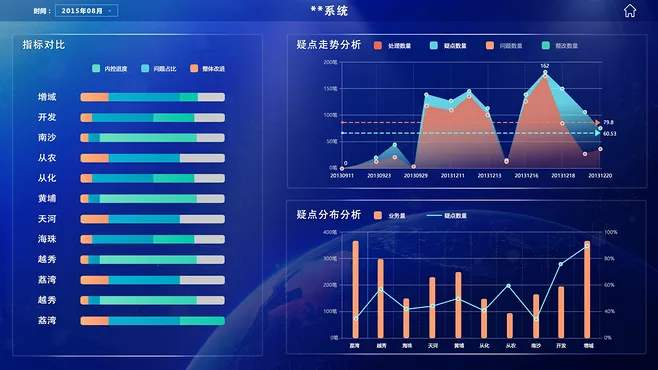 时间： 2015年08月
**系统
指标对比
内控进度 问题占比 整体改进
增域
开发
南沙
从农
从化
黄埔
天河
海珠
越秀
荔湾
越秀
荔湾
疑点走势分析 处理数量 疑点数量 问题数量 整改数量
200笔
150笔
100笔
50笔
0笔
0
162
79.8
60.53
20130911 20130923 20130929 20131211 20131213 20131216 20131218 20131220
疑点分布分析 业务量 疑点数量
400笔
300笔
200笔
100笔
0笔
100%
80%
60%
40%
20%
0%
荔湾 越秀 海珠 天河 黄埔 从化 从农 南沙 开发 增城